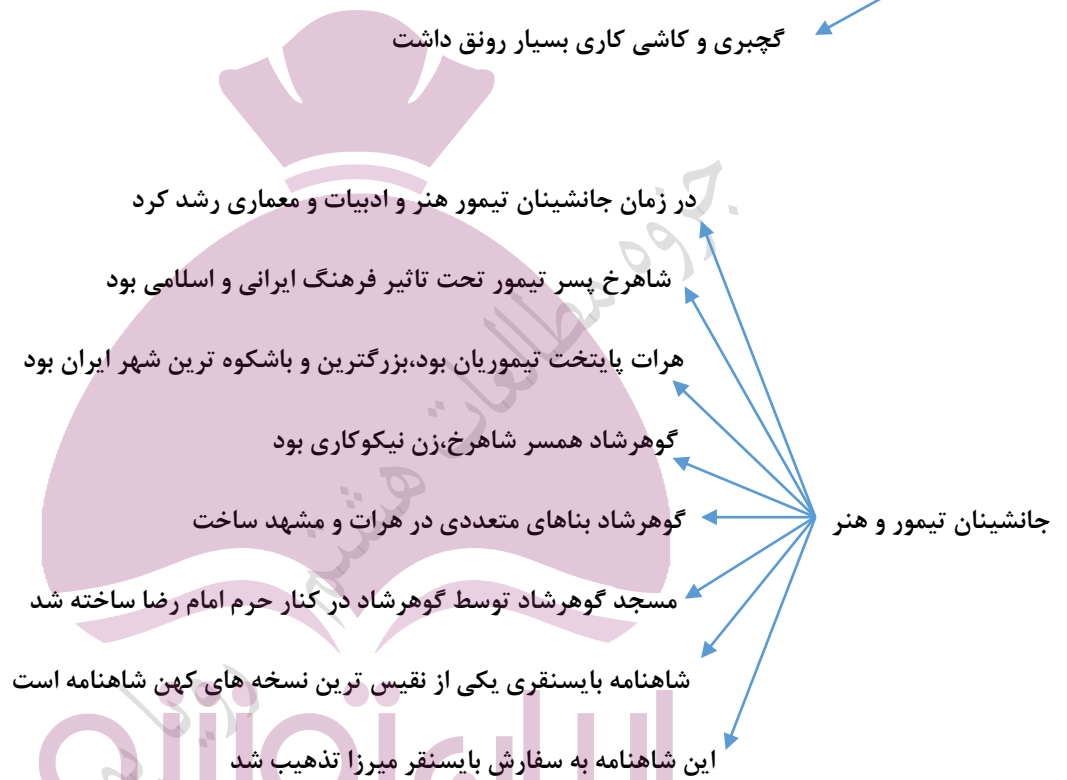 گچبری و کاشی کاری بسیار رونق داشت
جانشینان تیمور و هنر
در زمان جانشینان تیمور هنر و ادبیات و معماری رشد کرد
شاهرخ پسر تیمور تحت تاثیر فرهنگ ایرانی و اسلامی بود
هرات پایتخت تیموریان بود،بزرگترین و باشکوه ترین شهر ایران بود
گوهرشاد همسر شاهرخ،زن نیکوکاری بود
گوهرشاد بناهای متعددی در هرات و مشهد ساخت
مسجد گوهرشاد توسط گوهرشاد در کنار حرم امام رضا ساخته شد
شاهنامه بایسنقری یکی از نقیس ترین نسخه های کهن شاهنامه است
این شاهنامه به سفارش بایسنقر میرزا تذهیب شد
جزوه مطالعات هشتم